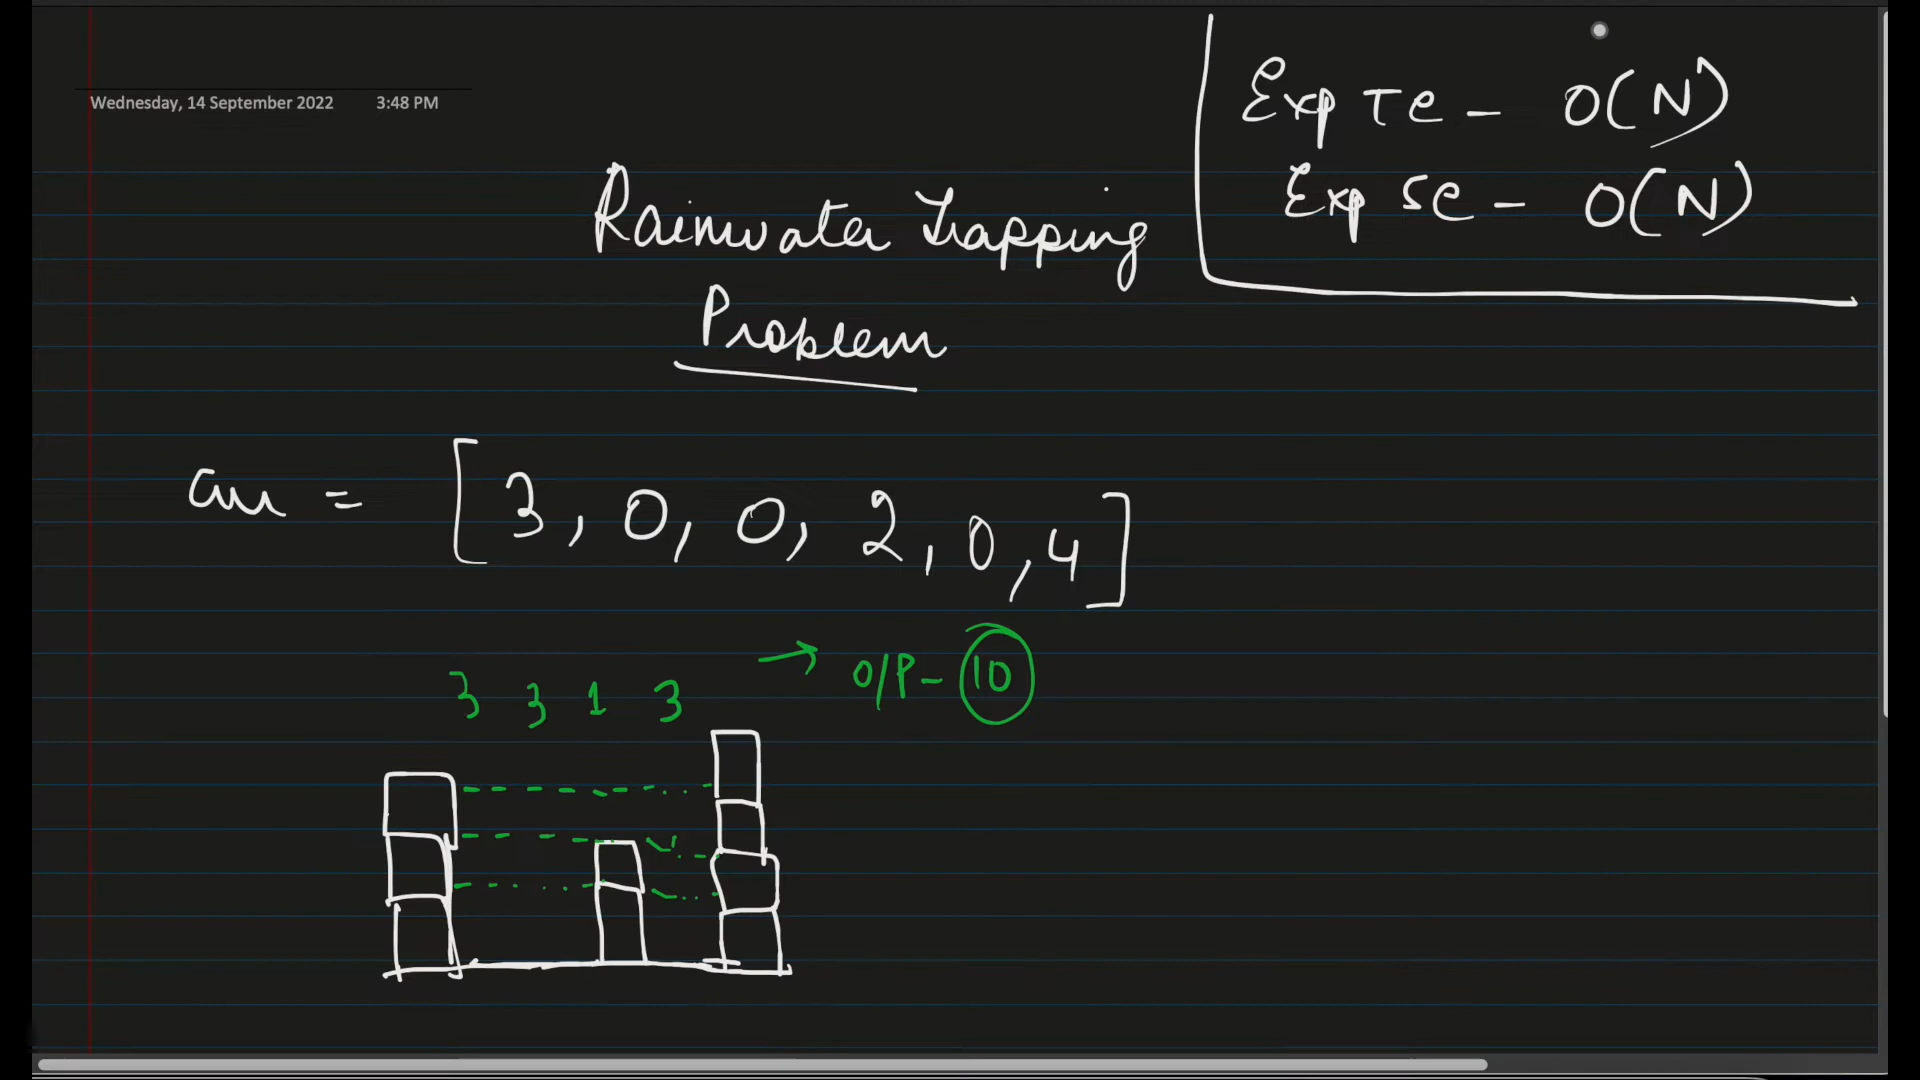 Wednesday, 14 September 2022 3:48 PM
Exp TC - O(N)
Exp SC - O(N)
Rainwater Trapping
Problem
arr = [3, 0, 0, 2, 0, 4]
→ O/P - 10
3 3 1 3